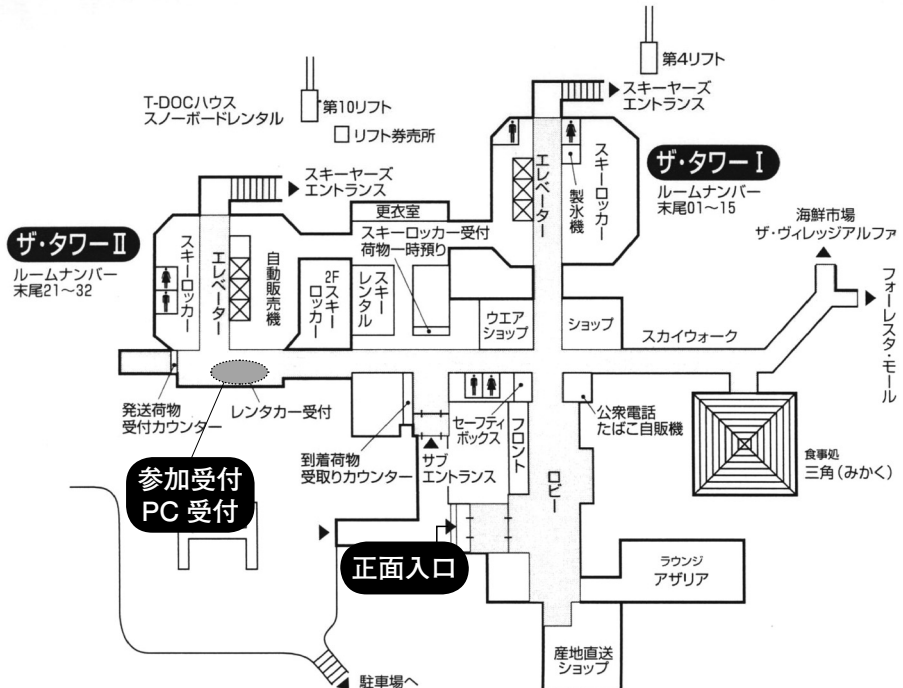 第4リフト
スキーヤーズ
エントランス
T-DOCハウス
スノーボードレンタル
第10リフト
リフト券売所
スキーヤーズ
エントランス
ザ・タワーⅠ
ルームナンバー
末尾01〜15
エレベーター
製氷機
スキーロッカー
海鮮市場
ザ・ヴィレッジアルファ
フォーレスタ・モール
ザ・タワーⅡ
ルームナンバー
末尾21〜32
スキーロッカー
エレベーター
自動販売機
更衣室
スキーロッカー受付
荷物一時預り
2Fスキー
ロッカー
スキー
レンタル
ウエア
ショップ
ショップ
スカイウォーク
発送荷物
受付カウンター
レンタカー受付
到着荷物
受取りカウンター
サブ
エントランス
セーフティ
ボックス
フロント
ロビー
公衆電話
たばこ自販機
食事処
三角(みかく)
参加受付
PC 受付
正面入口
ラウンジ
アザリア
産地直送
ショップ
駐車場へ